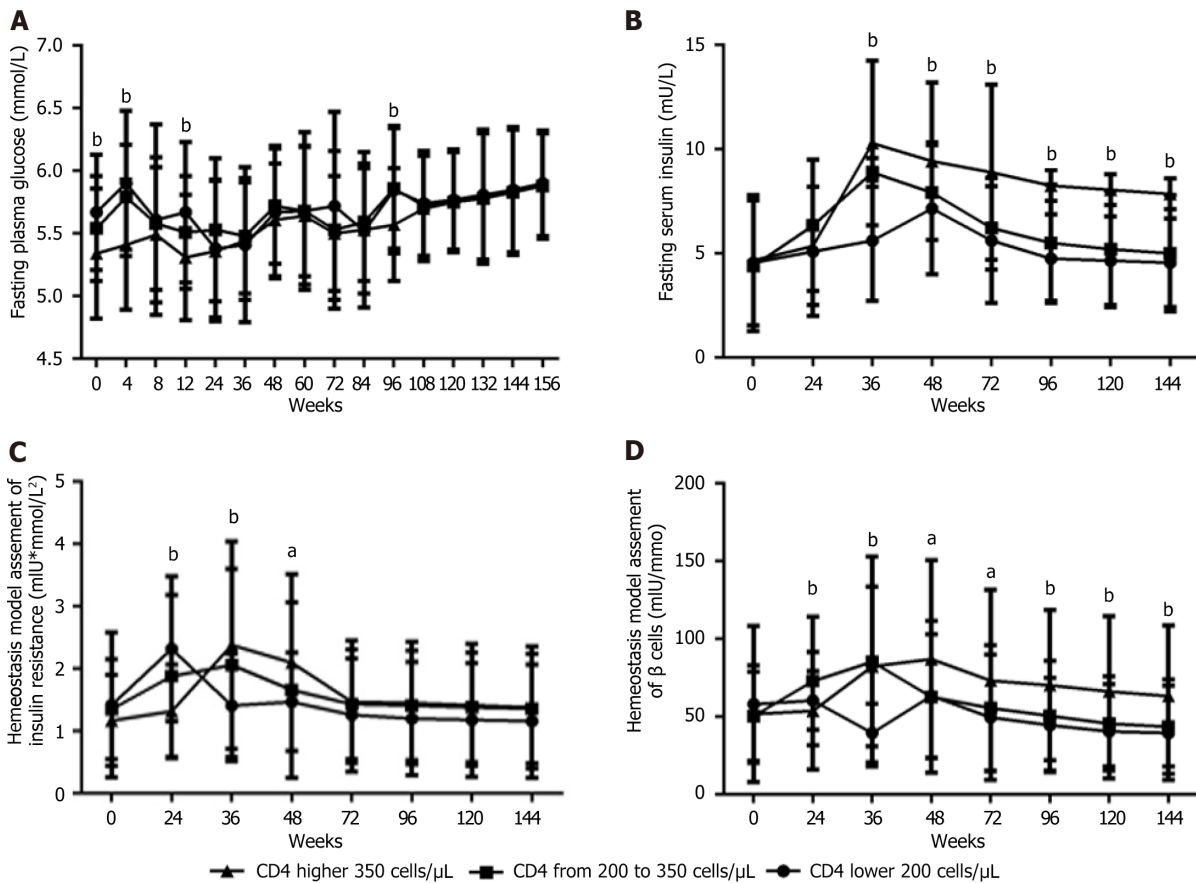 A
Fasting plasma glucose (mmol/L)
7.0
6.5
6.0
5.5
5.0
4.5
b
b
b
b
0 4 8 12 24 36 48 60 72 84 96 108 120 132 144 156
Weeks
B
Fasting serum insulin (mU/L)
15
10
5
0
b
b
b
b
b
b
0 24 36 48 72 96 120 144
Weeks
C
Hemeostasis model assement of
insulin resistance (mIU*mmol/L²)
5
4
3
2
1
0
b
b
a
0 24 36 48 72 96 120 144
Weeks
D
Hemeostasis model assement
of β cells (mIU/mmo)
200
150
100
50
0
b
b
a
a
b
b
b
0 24 36 48 72 96 120 144
Weeks
CD4 higher 350 cells/μL CD4 from 200 to 350 cells/μL CD4 lower 200 cells/μL